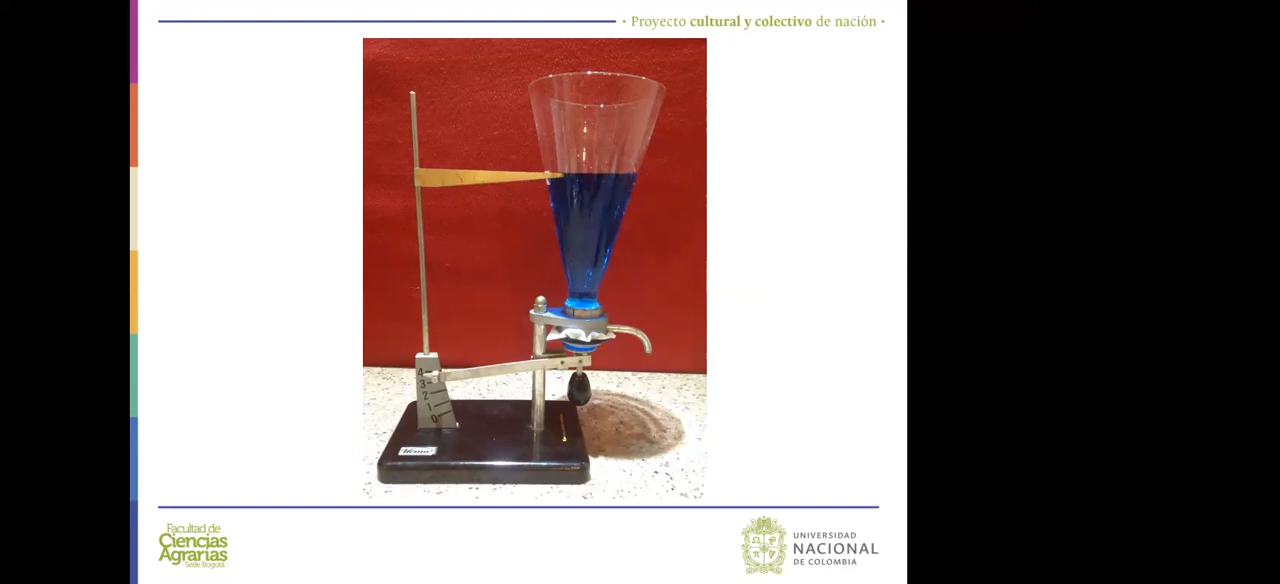 · Proyecto cultural y colectivo de nación ·
4
3
2
1
0
Facultad de
Ciencias
Agrarias
Sede Bogotá
UNIVERSIDAD
NACIONAL
DE COLOMBIA